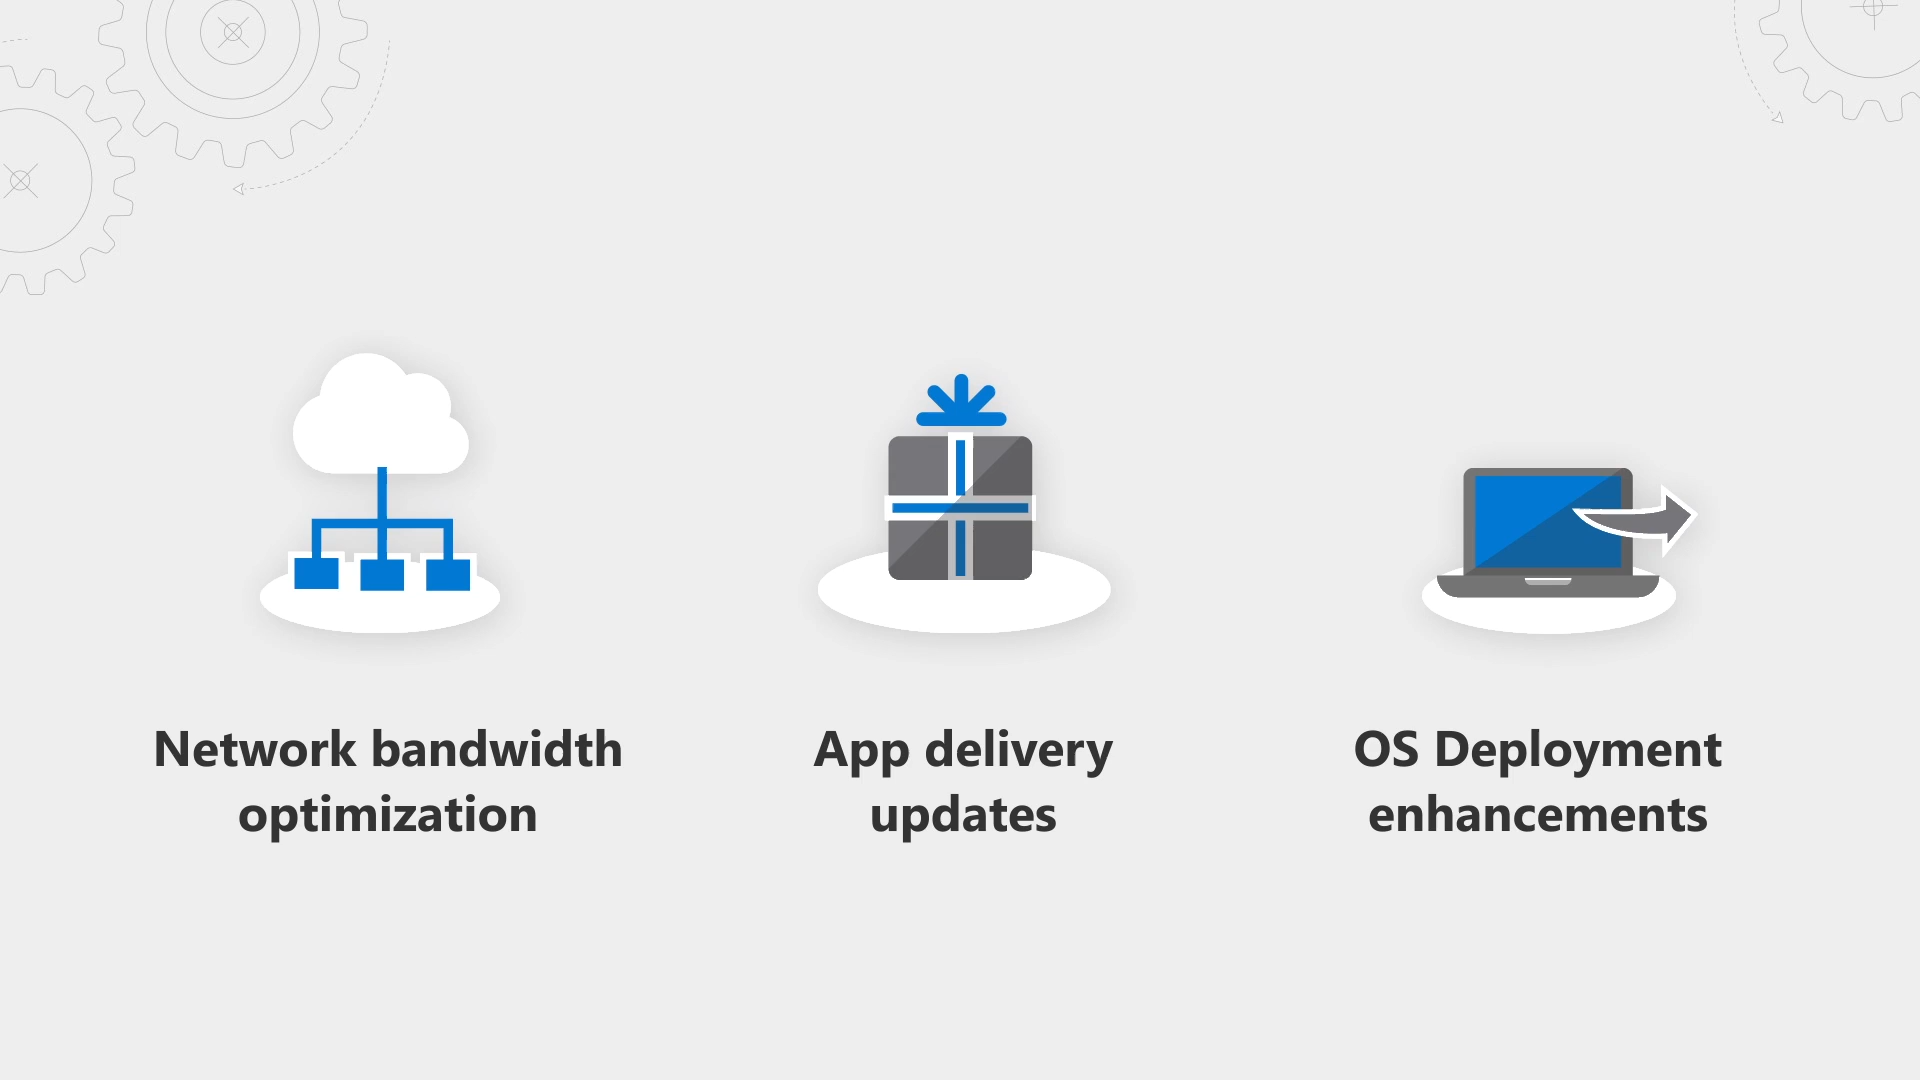 Network bandwidth
optimization
App delivery
updates
OS Deployment
enhancements